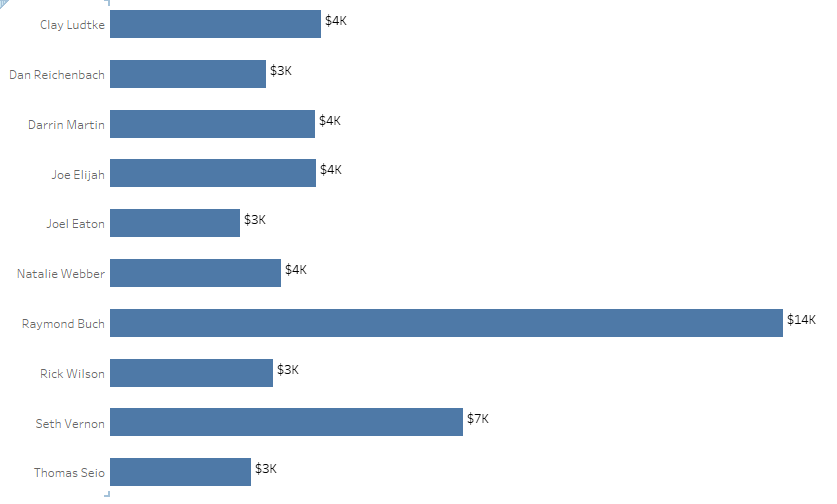 Clay Ludtke $4K
Dan Reichenbach $3K
Darrin Martin $4K
Joe Elijah $4K
Joel Eaton $3K
Natalie Webber $4K
Raymond Buch $14K
Rick Wilson $3K
Seth Vernon $7K
Thomas Seio $3K